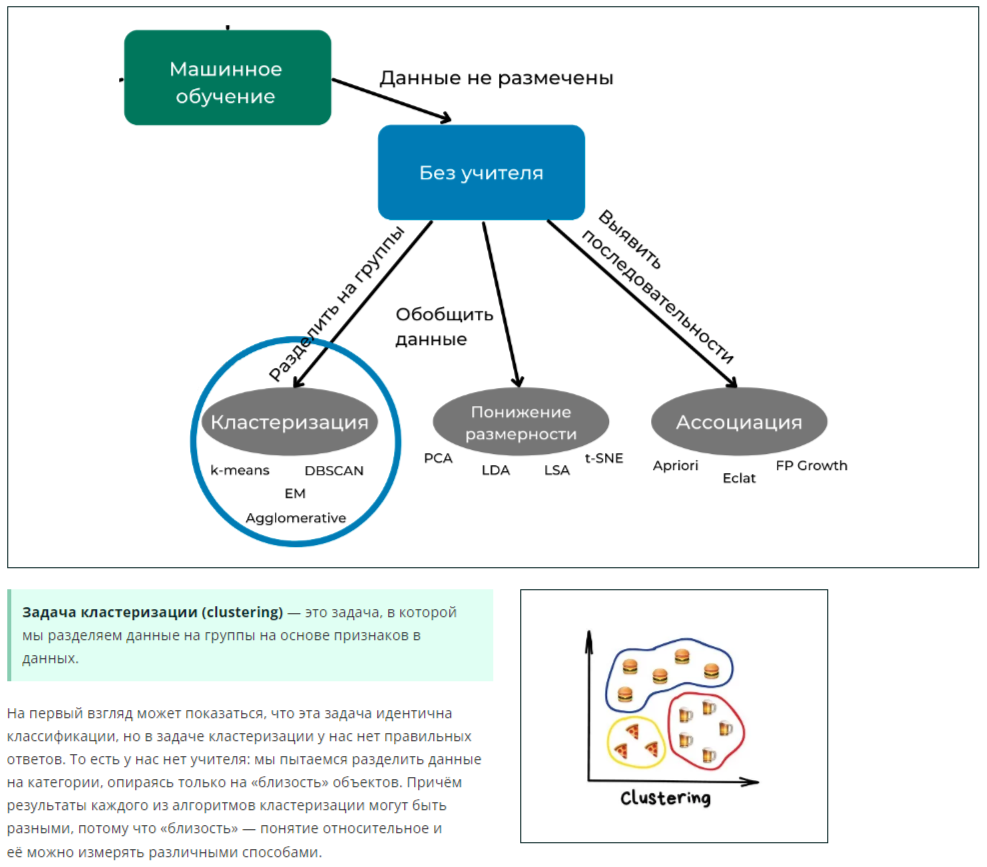 Машинное
обучение
Данные не размечены
Без учителя
Разделить на группы
Обобщить
данные
Выявить
последовательности
Кластеризация
k-means
DBSCAN
EM
Agglomerative
Понижение
размерности
PCA
LDA
LSA
t-SNE
Ассоциация
Apriori
Eclat
FP Growth
Задача кластеризации (clustering) — это задача, в которой
мы разделяем данные на группы на основе признаков в
данных.
На первый взгляд может показаться, что эта задача идентична
классификации, но в задаче кластеризации у нас нет правильных
ответов. То есть у нас нет учителя: мы пытаемся разделить данные
на категории, опираясь только на «близость» объектов. Причём
результаты каждого из алгоритмов кластеризации могут быть
разными, потому что «близость» — понятие относительное и
её можно измерять различными способами.
Clustering